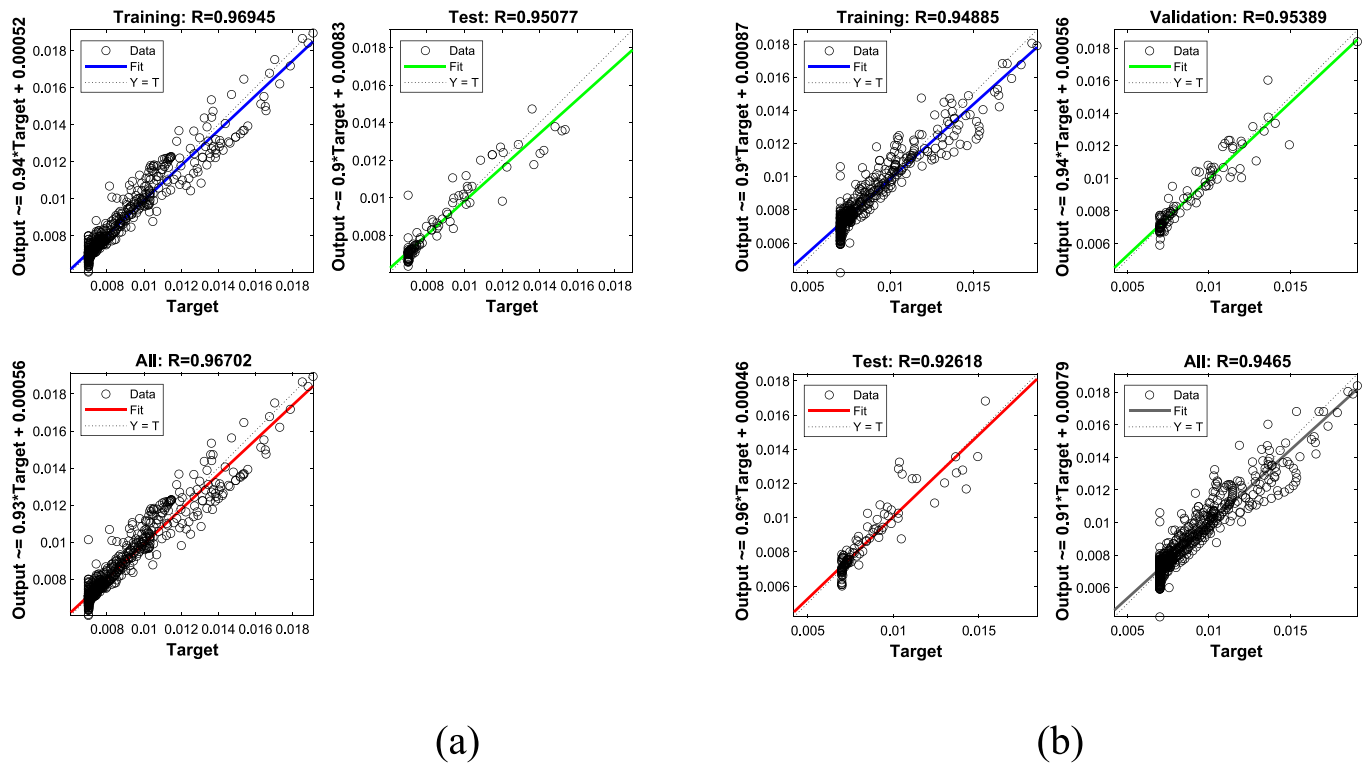 Training: R=0.96945
Output ~= 0.94*Target + 0.00052
0.018
0.016
0.014
0.012
0.01
0.008
Data
Fit
Y = T
0.008 0.01 0.012 0.014 0.016 0.018
Target
Test: R=0.95077
Output ~= 0.9*Target + 0.00083
0.018
0.016
0.014
0.012
0.01
0.008
Data
Fit
Y = T
0.008 0.01 0.012 0.014 0.016 0.018
Target
All: R=0.96702
Output ~= 0.93*Target + 0.00056
0.018
0.016
0.014
0.012
0.01
0.008
Data
Fit
Y = T
0.008 0.01 0.012 0.014 0.016 0.018
Target
(a)
Training: R=0.94885
Output ~= 0.9*Target + 0.00087
0.018
0.016
0.014
0.012
0.01
0.008
0.006
Data
Fit
Y = T
0.005 0.01 0.015
Target
Validation: R=0.95389
Output ~= 0.94*Target + 0.00056
0.018
0.016
0.014
0.012
0.01
0.008
0.006
Data
Fit
Y = T
0.005 0.01 0.015
Target
Test: R=0.92618
Output ~= 0.96*Target + 0.00046
0.018
0.016
0.014
0.012
0.01
0.008
0.006
Data
Fit
Y = T
0.005 0.01 0.015
Target
All: R=0.9465
Output ~= 0.91*Target + 0.00079
0.018
0.016
0.014
0.012
0.01
0.008
0.006
Data
Fit
Y = T
0.005 0.01 0.015
Target
(b)